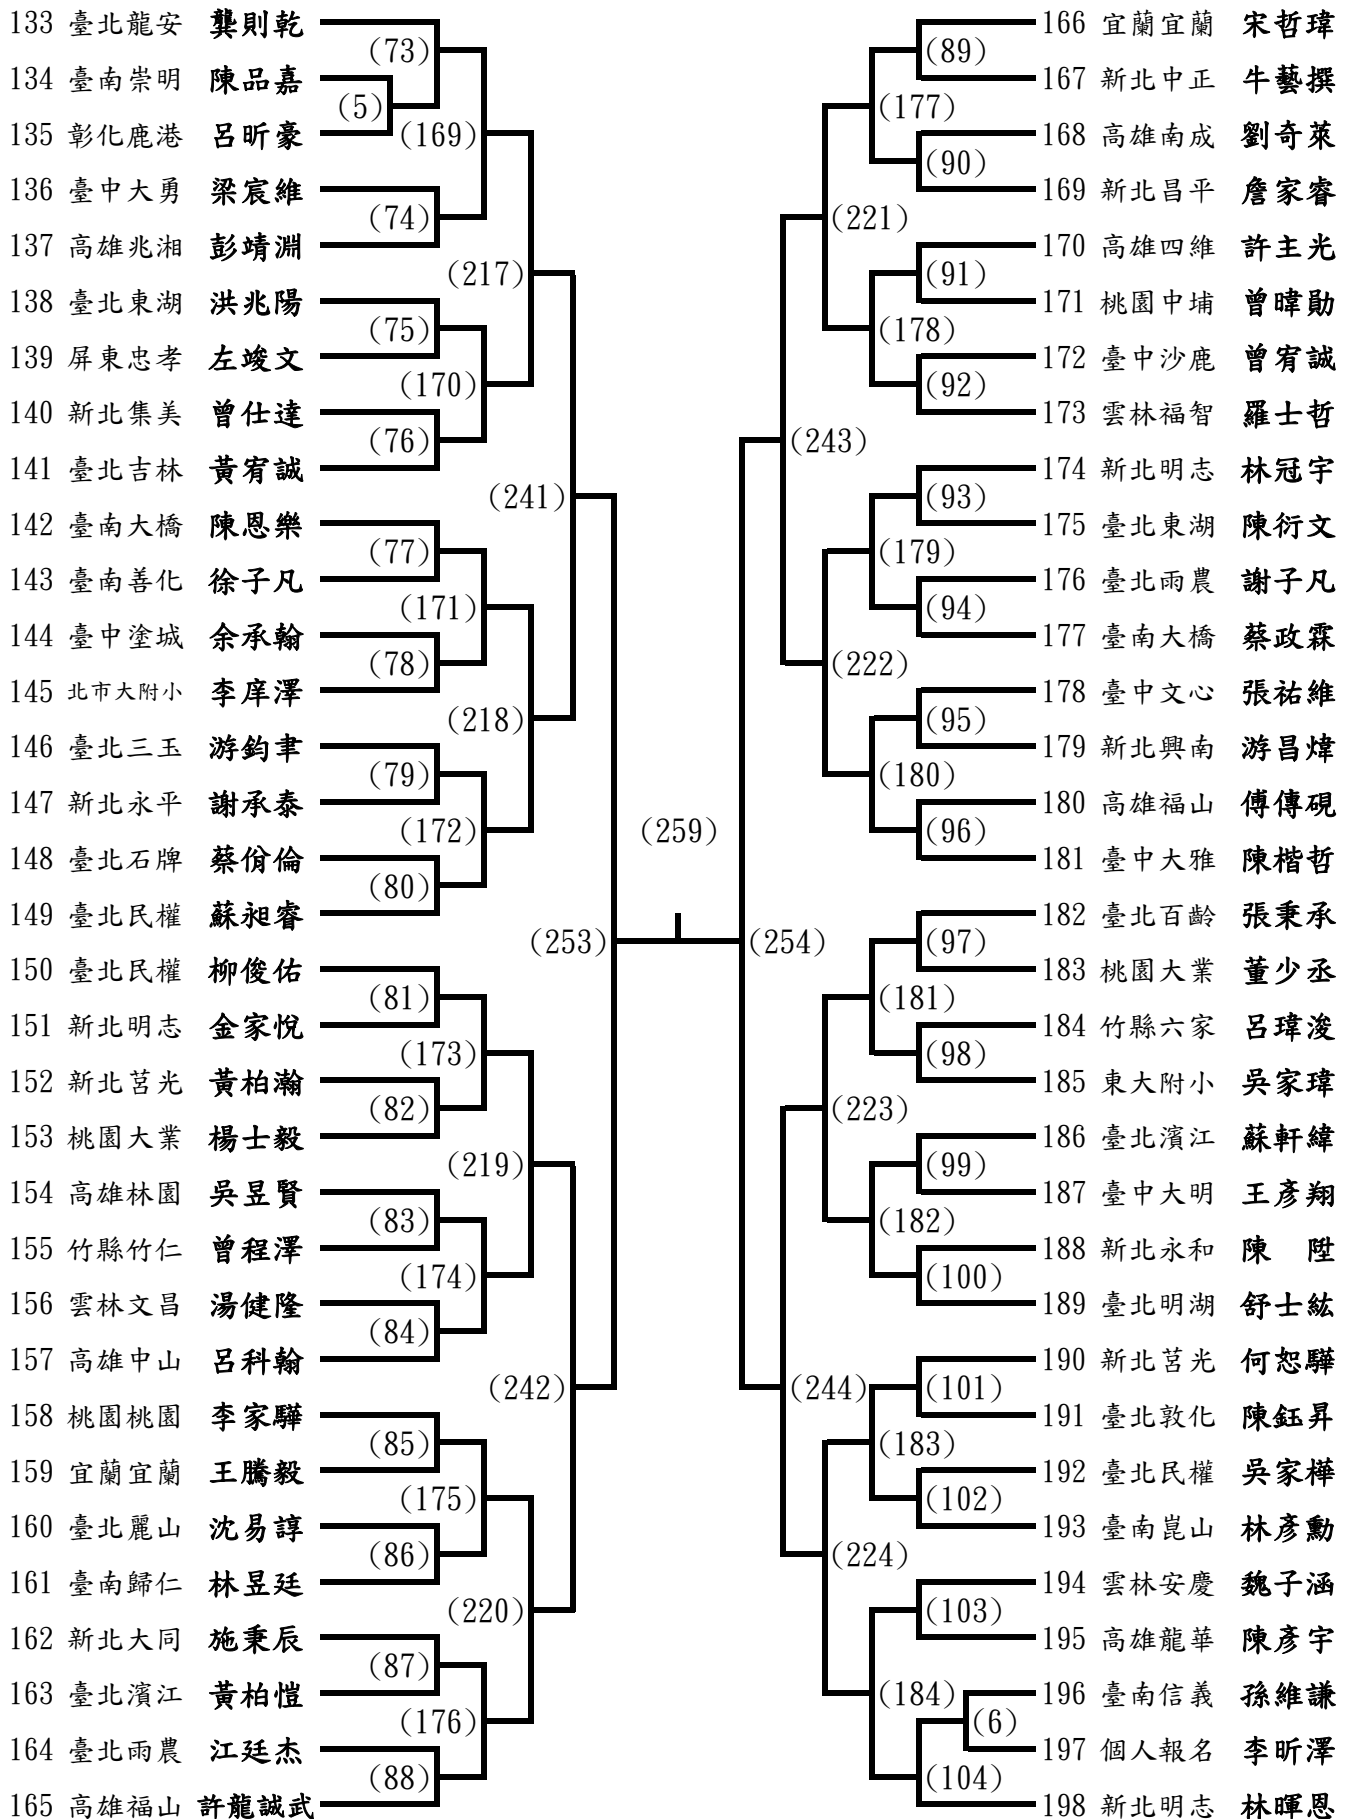 133 臺北龍安 龔則乾
(73)
134 臺南崇明 陳品嘉
(5)
135 彰化鹿港 呂昕豪
(169)
136 臺中大勇 梁宸維
(74)
137 高雄兆湘 彭靖淵
(217)
138 臺北東湖 洪兆陽
(75)
139 屏東忠孝 左竣文
(170)
140 新北集美 曾仕達
(76)
141 臺北吉林 黃宥誠
(241)
142 臺南大橋 陳恩樂
(77)
143 臺南善化 徐子凡
(171)
144 臺中塗城 余承翰
(78)
145 北市大附小 李庠澤
(218)
146 臺北三玉 游鈞聿
(79)
147 新北永平 謝承泰
(172)
148 臺北石牌 蔡佾倫
(80)
149 臺北民權 蘇昶睿
(253)
150 臺北民權 柳俊佑
(81)
151 新北明志 金家悅
(173)
152 新北莒光 黃柏瀚
(82)
153 桃園大業 楊士毅
(219)
154 高雄林園 吳昱賢
(83)
155 竹縣竹仁 曾程澤
(174)
156 雲林文昌 湯健隆
(84)
157 高雄中山 呂科翰
(242)
158 桃園桃園 李家驊
(85)
159 宜蘭宜蘭 王騰毅
(175)
160 臺北麗山 沈易諄
(86)
161 臺南歸仁 林昱廷
(220)
162 新北大同 施秉辰
(87)
163 臺北濱江 黃柏愷
(176)
164 臺北雨農 江廷杰
(88)
165 高雄福山 許龍誠武
(259)
166 宜蘭宜蘭 宋哲瑋
(89)
167 新北中正 牛藝撰
(177)
168 高雄南成 劉奇萊
(90)
169 新北昌平 詹家睿
(221)
170 高雄四維 許主光
(91)
171 桃園中埔 曾暐勛
(178)
172 臺中沙鹿 曾宥誠
(92)
173 雲林福智 羅士哲
(243)
174 新北明志 林冠宇
(93)
175 臺北東湖 陳衍文
(179)
176 臺北雨農 謝子凡
(94)
177 臺南大橋 蔡政霖
(222)
178 臺中文心 張祐維
(95)
179 新北興南 游昌煒
(180)
180 高雄福山 傅傳硯
(96)
181 臺中大雅 陳楷哲
182 臺北百齡 張秉承
(97)
(254)
183 桃園大業 董少丞
(181)
184 竹縣六家 呂瑋浚
(98)
185 東大附小 吳家瑋
(223)
186 臺北濱江 蘇軒緯
(99)
187 臺中大明 王彥翔
(182)
188 新北永和 陳 陞
(100)
189 臺北明湖 舒士紘
190 新北莒光 何恕驊
(244)
(101)
191 臺北敦化 陳鈺昇
(183)
192 臺北民權 吳家樺
(102)
193 臺南崑山 林彥勳
(224)
194 雲林安慶 魏子涵
(103)
195 高雄龍華 陳彥宇
(184)
196 臺南信義 孫維謙
(6)
197 個人報名 李昕澤
(104)
198 新北明志 林暉恩